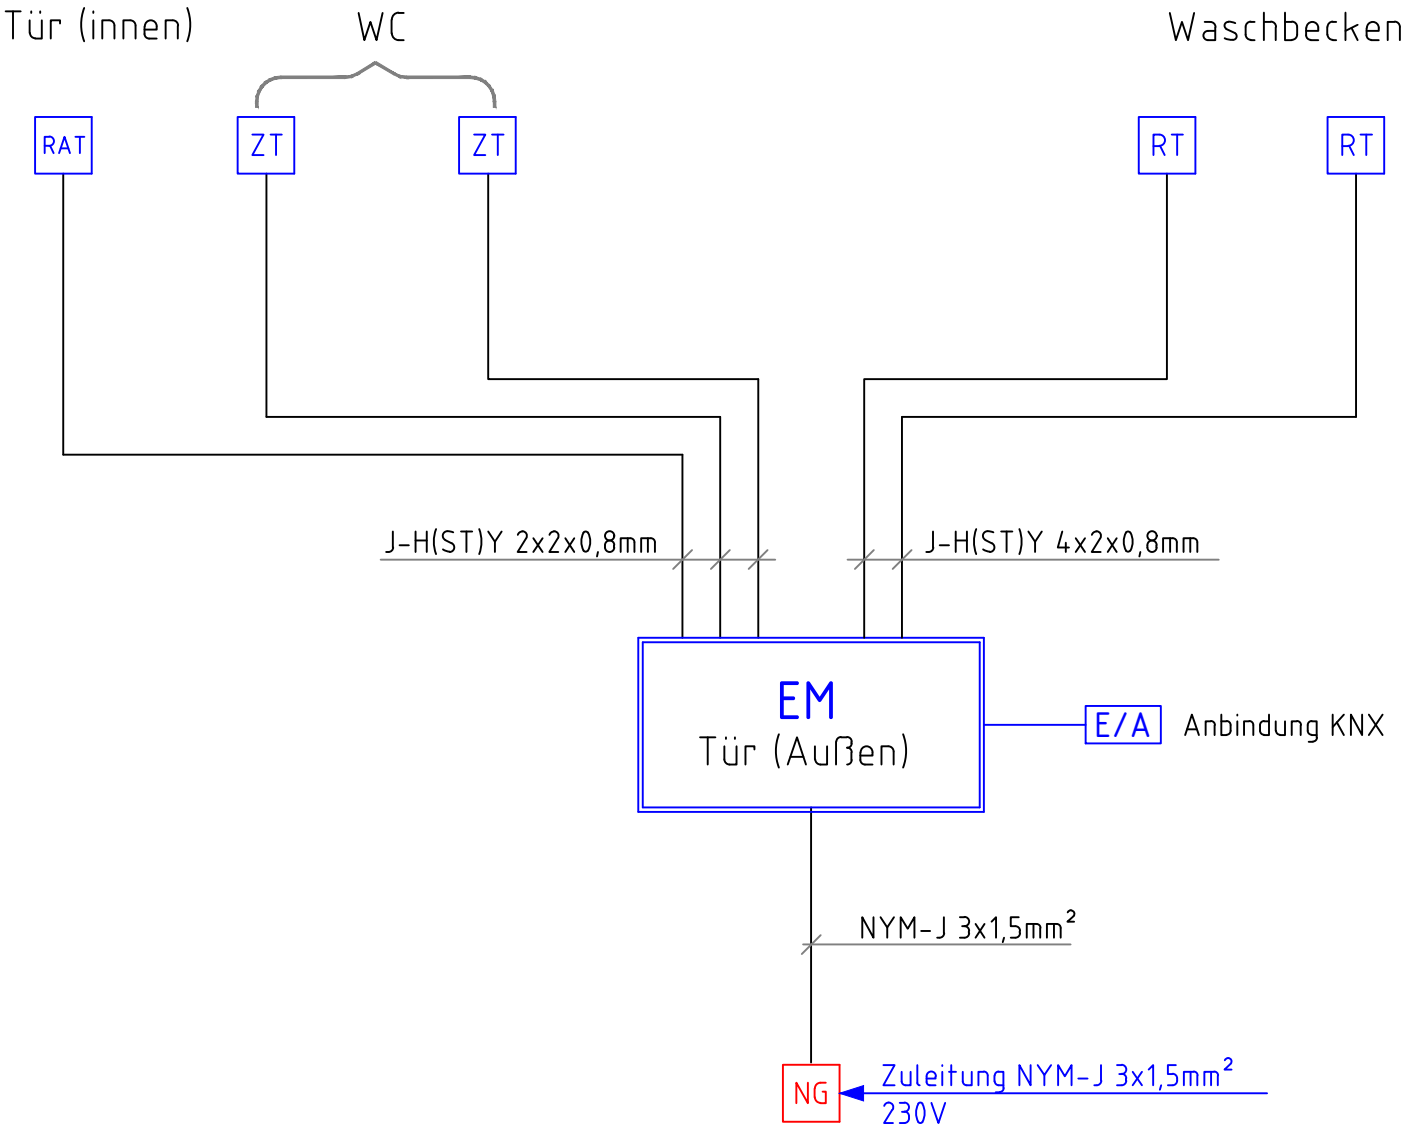 Tür (innen)
WC
Waschbecken
RAT
ZT
ZT
RT
RT
J-H(ST)Y 2x2x0,8mm
J-H(ST)Y 4x2x0,8mm
EM
Tür (Außen)
E/A
Anbindung KNX
NYM-J 3x1,5mm²
NG
Zuleitung NYM-J 3x1,5mm²
230V